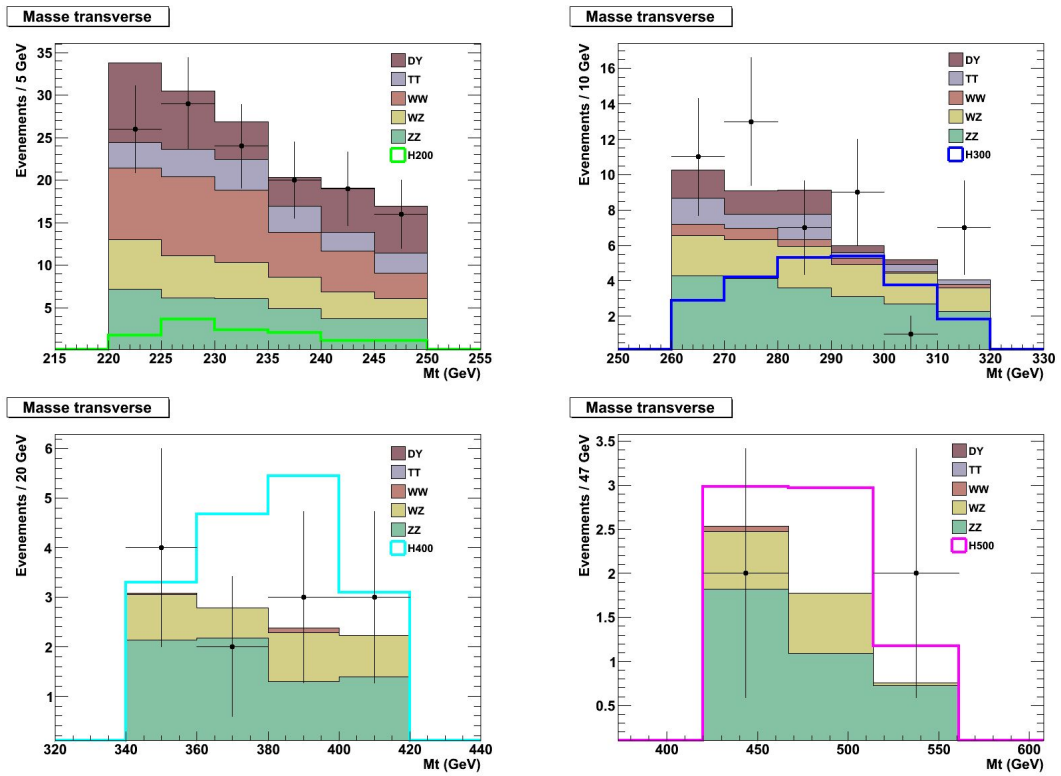 Masse transverse
Evenements / 5 GeV
35
30
25
20
15
10
5
DY
TT
WW
WZ
ZZ
H200
215 220 225 230 235 240 245 250 255
Mt (GeV)
Masse transverse
Evenements / 10 GeV
16
14
12
10
8
6
4
2
DY
TT
WW
WZ
ZZ
H300
250 260 270 280 290 300 310 320 330
Mt (GeV)
Masse transverse
Evenements / 20 GeV
6
5
4
3
2
1
DY
TT
WW
WZ
ZZ
H400
320 340 360 380 400 420 440
Mt (GeV)
Masse transverse
Evenements / 47 GeV
3.5
3
2.5
2
1.5
1
0.5
DY
TT
WW
WZ
ZZ
H500
400 450 500 550 600
Mt (GeV)